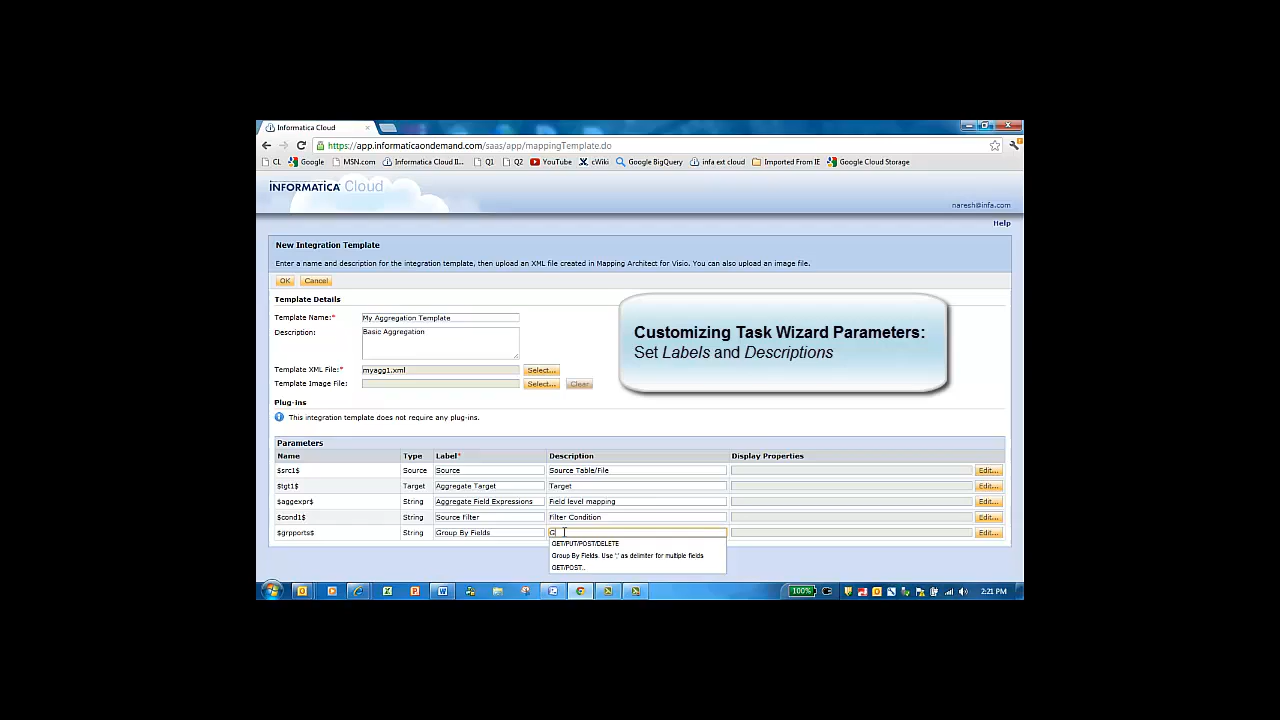 Informatica Cloud
https://app.informaticaondemand.com/saas/app/mappingTemplate.do
CL Google MSN.com Informatica Cloud IL.. Q1 Q2 YouTube cWiki Google BigQuery infa ext cloud Imported From IE Google Cloud Storage
INFORMATICA Cloud
naresh@infa.com
Help
New Integration Template
Enter a name and description for the integration template, then upload an XML file created in Mapping Architect for Visio. You can also upload an image file.
OK Cancel
Template Details
Template Name:* My Aggregation Template
Description: Basic Aggregation
Template XML File:* myagg1.xml Select...
Template Image File: Select... Clear
Customizing Task Wizard Parameters:
Set Labels and Descriptions
Plug-ins
This integration template does not require any plug-ins.
Parameters
Name Type Label* Description Display Properties
$src1$ Source Source Source Table/File Edit...
$tgt1$ Target Aggregate Target Target Edit...
$aggexpr$ String Aggregate Field Expressions Field level mapping Edit...
$cond1$ String Source Filter Filter Condition Edit...
$grpports$ String Group By Fields G Edit...
GET/PUT/POST/DELETE
Group By Fields. Use ';' as delimter for multiple fields
GET/POST..
100% 2:21 PM